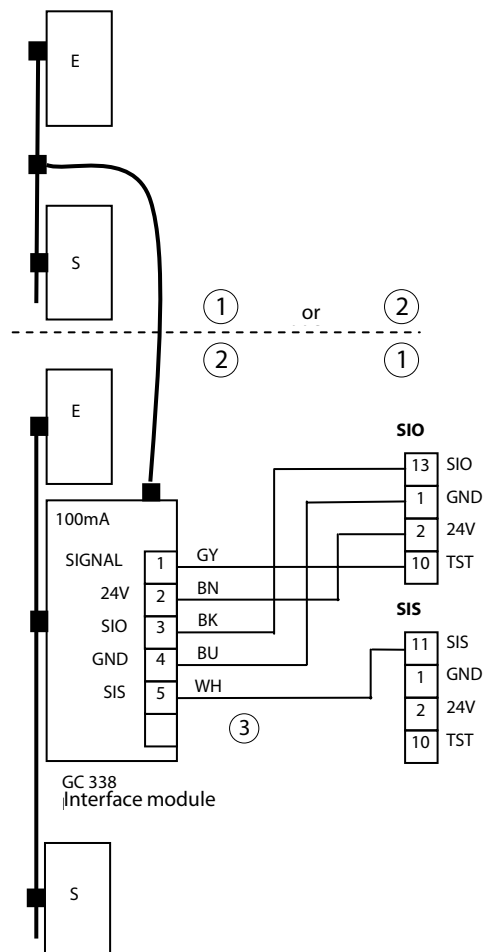 E
S
1 or 2
2 1
E
SIO
13 SIO
1 GND
2 24V
10 TST
100mA
SIGNAL 1 GY
24V 2 BN
SIO 3 BK
GND 4 BU
SIS 5 WH
3
SIS
11 SIS
1 GND
2 24V
10 TST
GC 338
Interface module
S